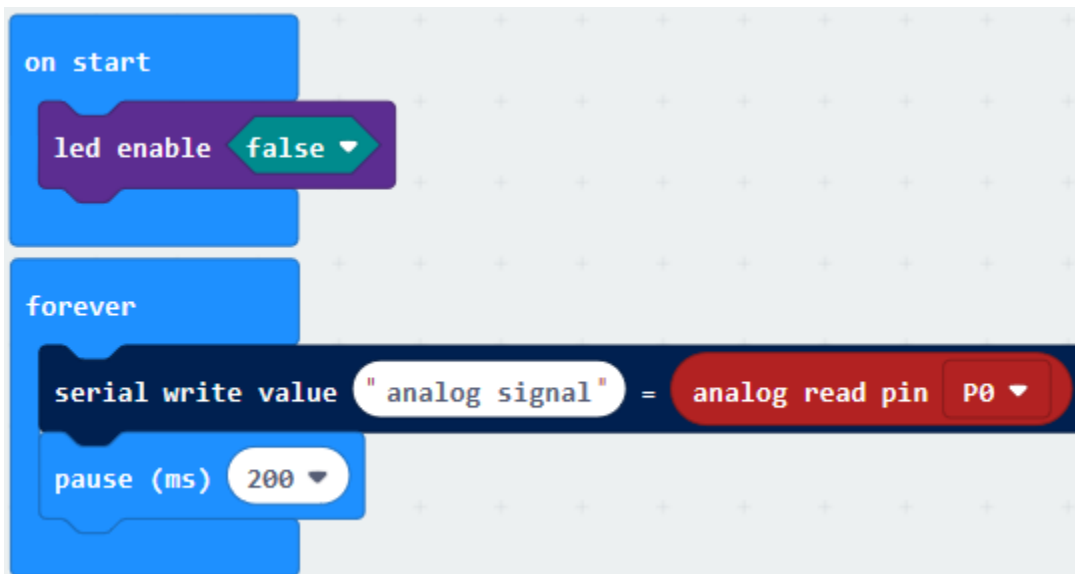 on start
led enable false
forever
serial write value "analog signal" = analog read pin P0
pause (ms) 200